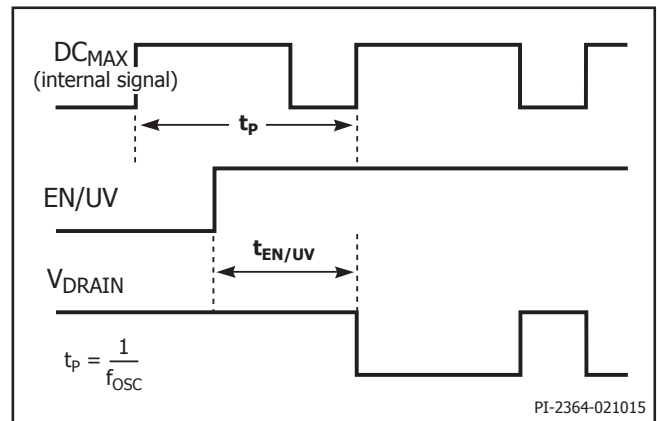 DCMAX
(internal signal)
tP
EN/UV
tEN/UV
VDRAIN
tP = 1
fOSC
PI-2364-021015